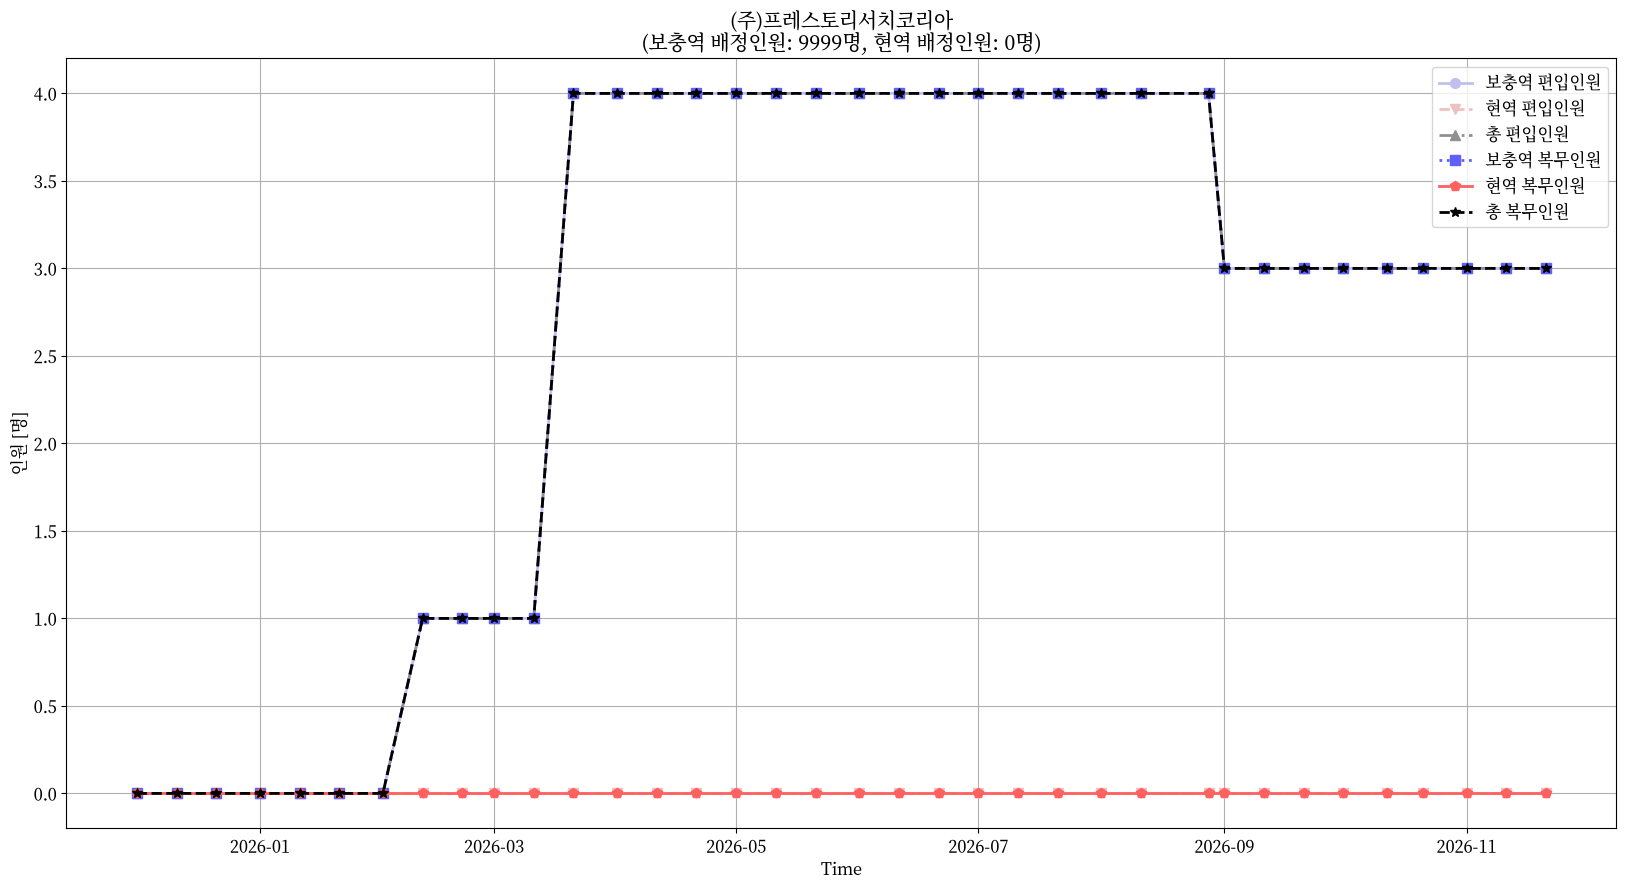 (주)프레스토리서치코리아
(보충역 배정인원: 9999명, 현역 배정인원: 0명)
보충역 편입인원
현역 편입인원
총 편입인원
보충역 복무인원
현역 복무인원
총 복무인원
인원 [명]
4.0
3.5
3.0
2.5
2.0
1.5
1.0
0.5
0.0
2026-01
2026-03
2026-05
2026-07
2026-09
2026-11
Time